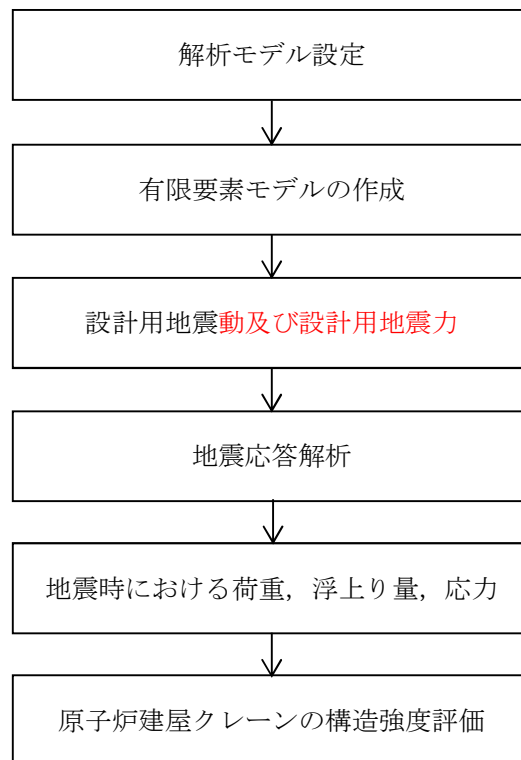 解析モデル設定
有限要素モデルの作成
設計用地震動及び設計用地震力
地震応答解析
地震時における荷重，浮上り量，応力
原子炉建屋クレーンの構造強度評価